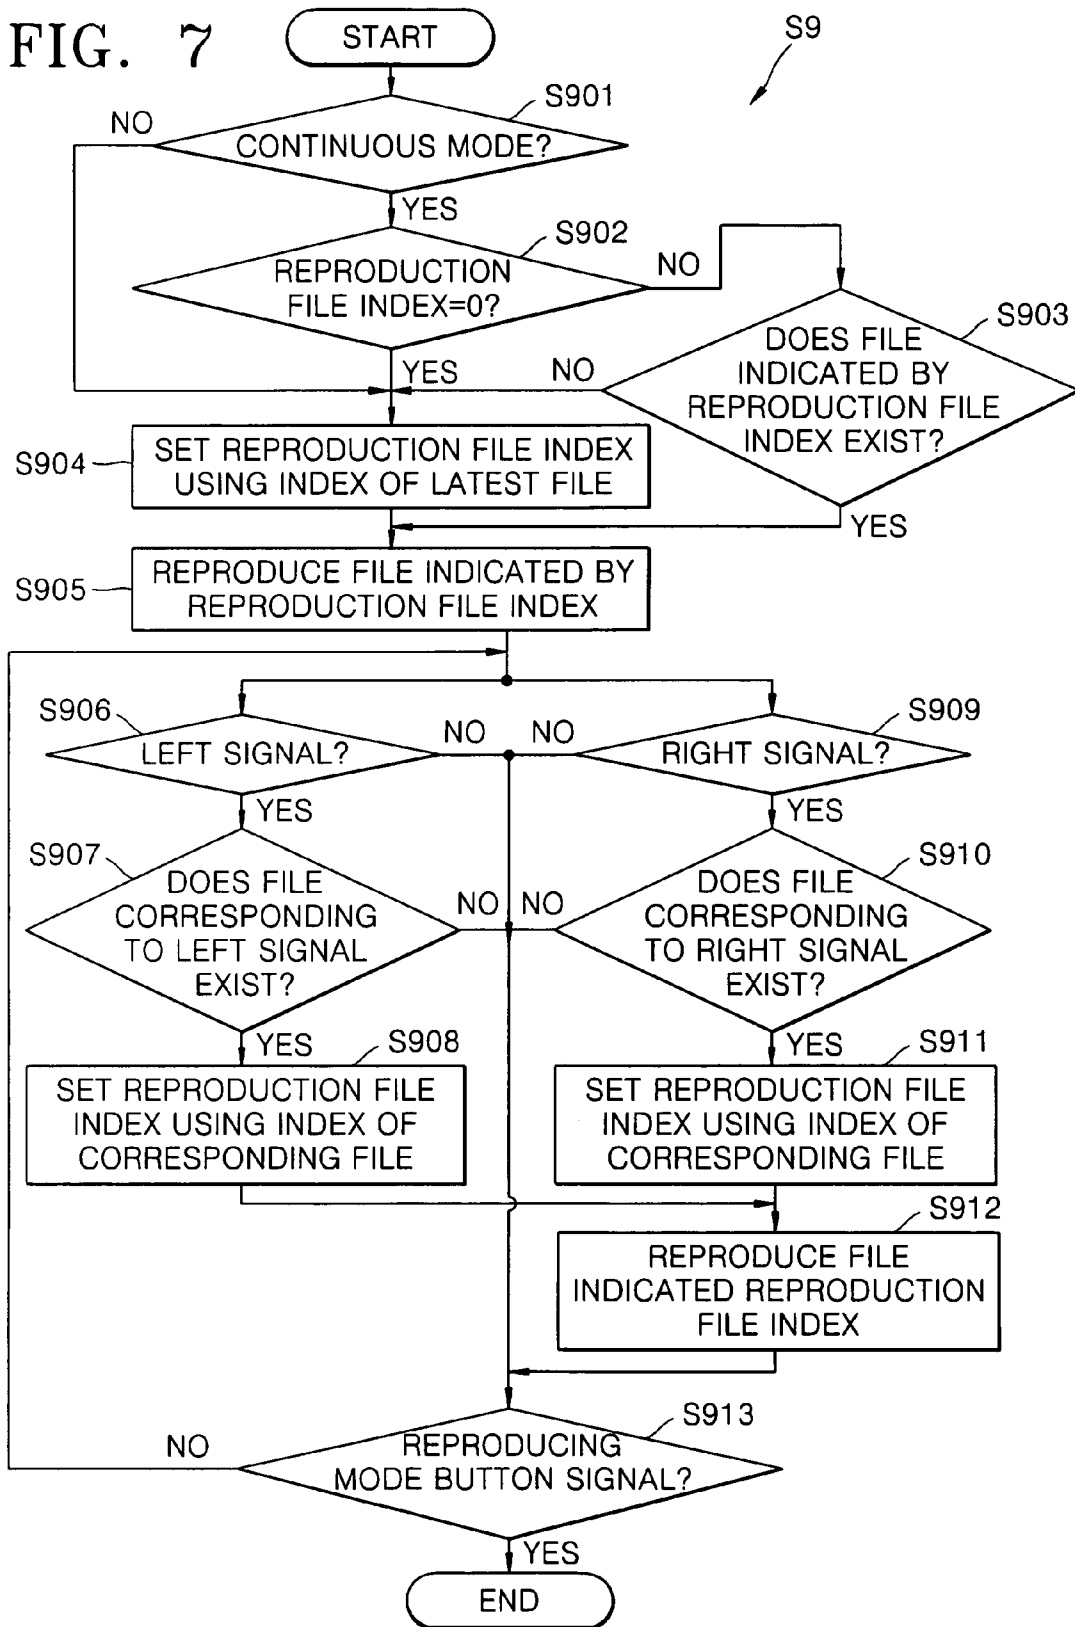 FIG. 7
START
S9
S901
NO
CONTINUOUS MODE?
YES
S902
REPRODUCTION
FILE INDEX=0?
NO
S903
DOES FILE
INDICATED BY
REPRODUCTION FILE
INDEX EXIST?
YES
NO
S904
SET REPRODUCTION FILE INDEX
USING INDEX OF LATEST FILE
YES
S905
REPRODUCE FILE INDICATED BY
REPRODUCTION FILE INDEX
S906
LEFT SIGNAL?
NO
NO
S909
RIGHT SIGNAL?
YES
YES
S907
DOES FILE
CORRESPONDING
TO LEFT SIGNAL
EXIST?
NO
NO
S910
DOES FILE
CORRESPONDING
TO RIGHT SIGNAL
EXIST?
YES
S908
YES
S911
SET REPRODUCTION FILE
INDEX USING INDEX OF
CORRESPONDING FILE
SET REPRODUCTION FILE
INDEX USING INDEX OF
CORRESPONDING FILE
S912
REPRODUCE FILE
INDICATED REPRODUCTION
FILE INDEX
S913
NO
REPRODUCING
MODE BUTTON SIGNAL?
YES
END